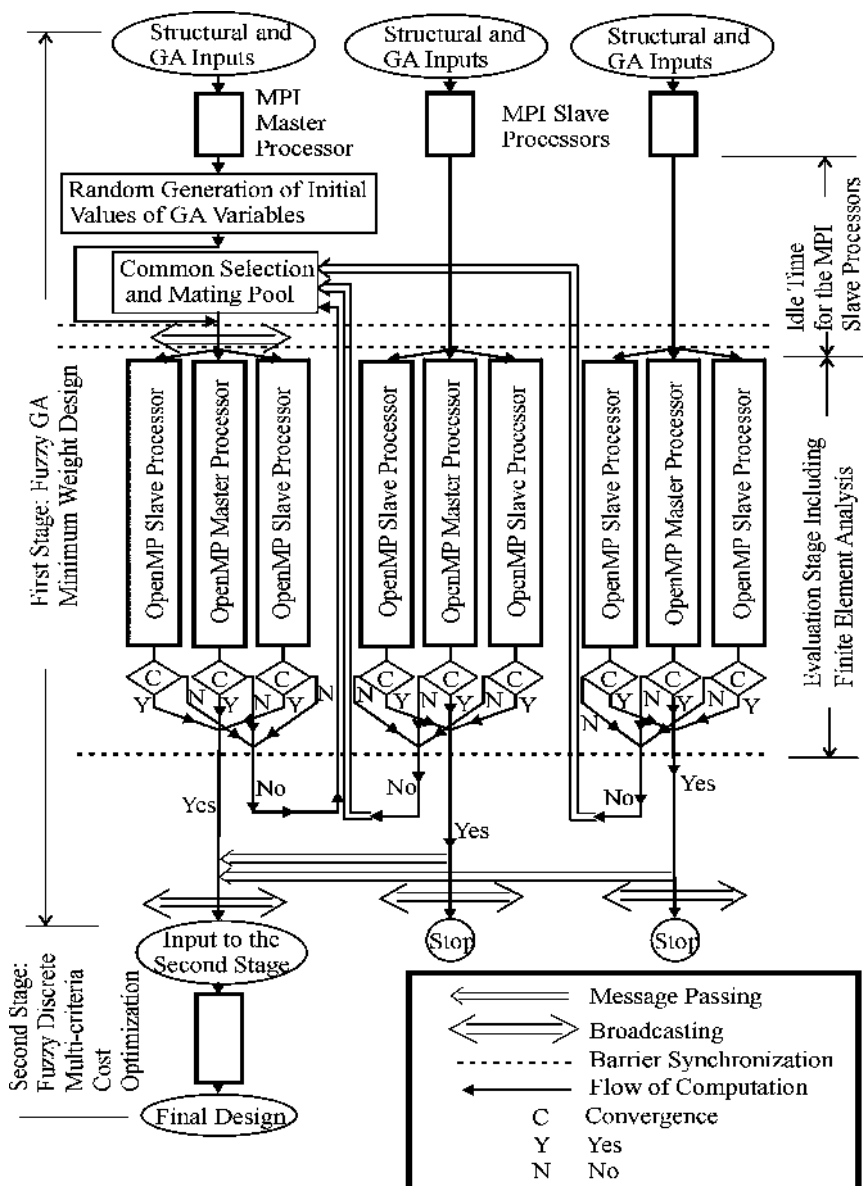 Structural and
GA Inputs
Structural and
GA Inputs
Structural and
GA Inputs
MPI
Master
Processor
MPI Slave
Processors
Random Generation of Initial
Values of GA Variables
Common Selection
and Mating Pool
Idle Time
for the MPI
Slave Processors
First Stage: Fuzzy GA
Minimum Weight Design
OpenMP Slave Processor
OpenMP Master Processor
OpenMP Slave Processor
OpenMP Slave Processor
OpenMP Master Processor
OpenMP Slave Processor
OpenMP Slave Processor
OpenMP Master Processor
OpenMP Slave Processor
Evaluation Stage Including
Finite Element Analysis
C C C C C C C C C
Y N Y N Y N
N Y N Y N Y
N Y N Y N Y
Yes
No
No
Yes
No
Yes
Input to the
Second Stage
Stop
Stop
Second Stage:
Fuzzy Discrete
Multi-criteria
Cost
Optimization
Final Design
Message Passing
Broadcasting
Barrier Synchronization
Flow of Computation
C Convergence
Y Yes
N No